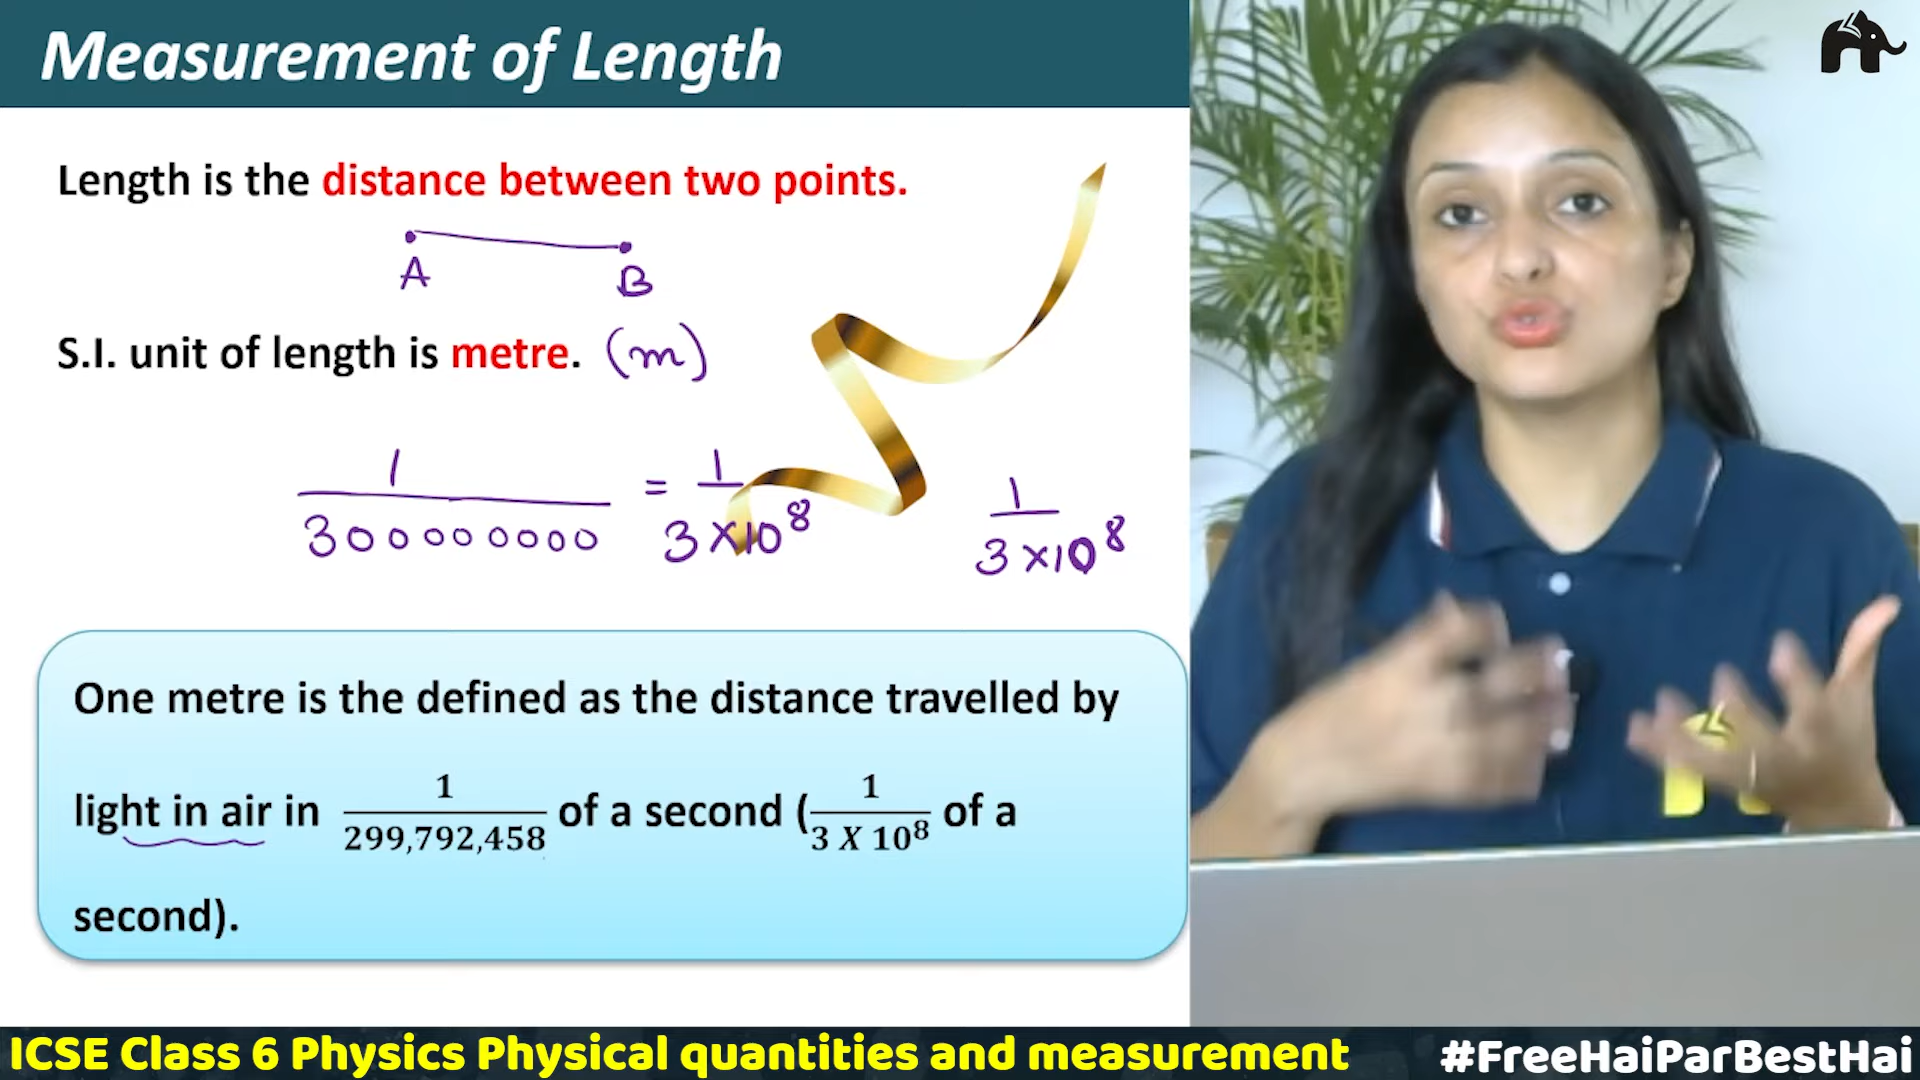 Measurement of Length
Length is the distance between two points.
A B
S.I. unit of length is metre. (m)
1/300000000 = 1/3×10⁸ 1/3×10⁸
One metre is the defined as the distance travelled by
light in air in 1/299,792,458 of a second (1/3 X 10⁸ of a
second).
ICSE Class 6 Physics Physical quantities and measurement #FreeHaiParBestHai